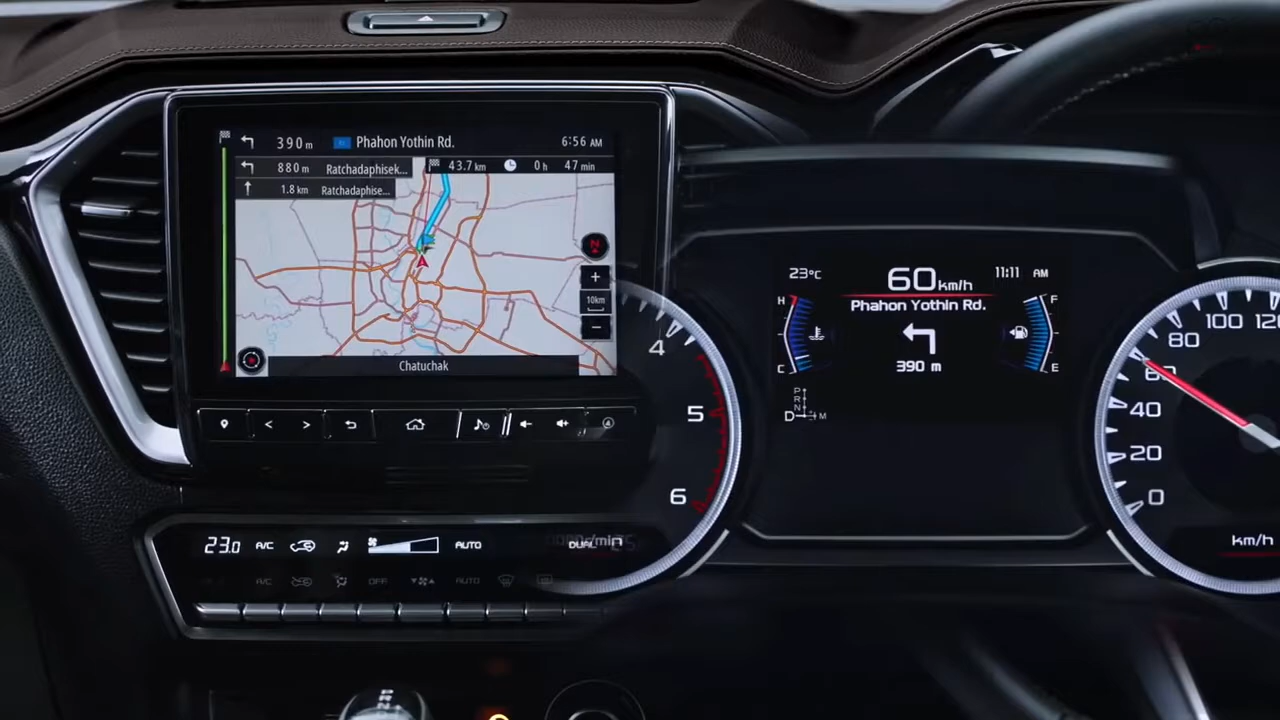 390 m Phahon Yothin Rd. 6:56 AM
880 m Ratchadaphisek... 43.7 km 0 h 47 min
1.8 km Ratchadaphise...
N
+
10km
−
Chatuchak
23.0 A/C AUTO DUAL
A/C OFF AUTO
4
5
6
23°C 60 km/h 11:11 AM
Phahon Yothin Rd.
H F
390 m
C E
P
R
N
D M
100 120
80
60
40
20
0
km/h
P
R
N